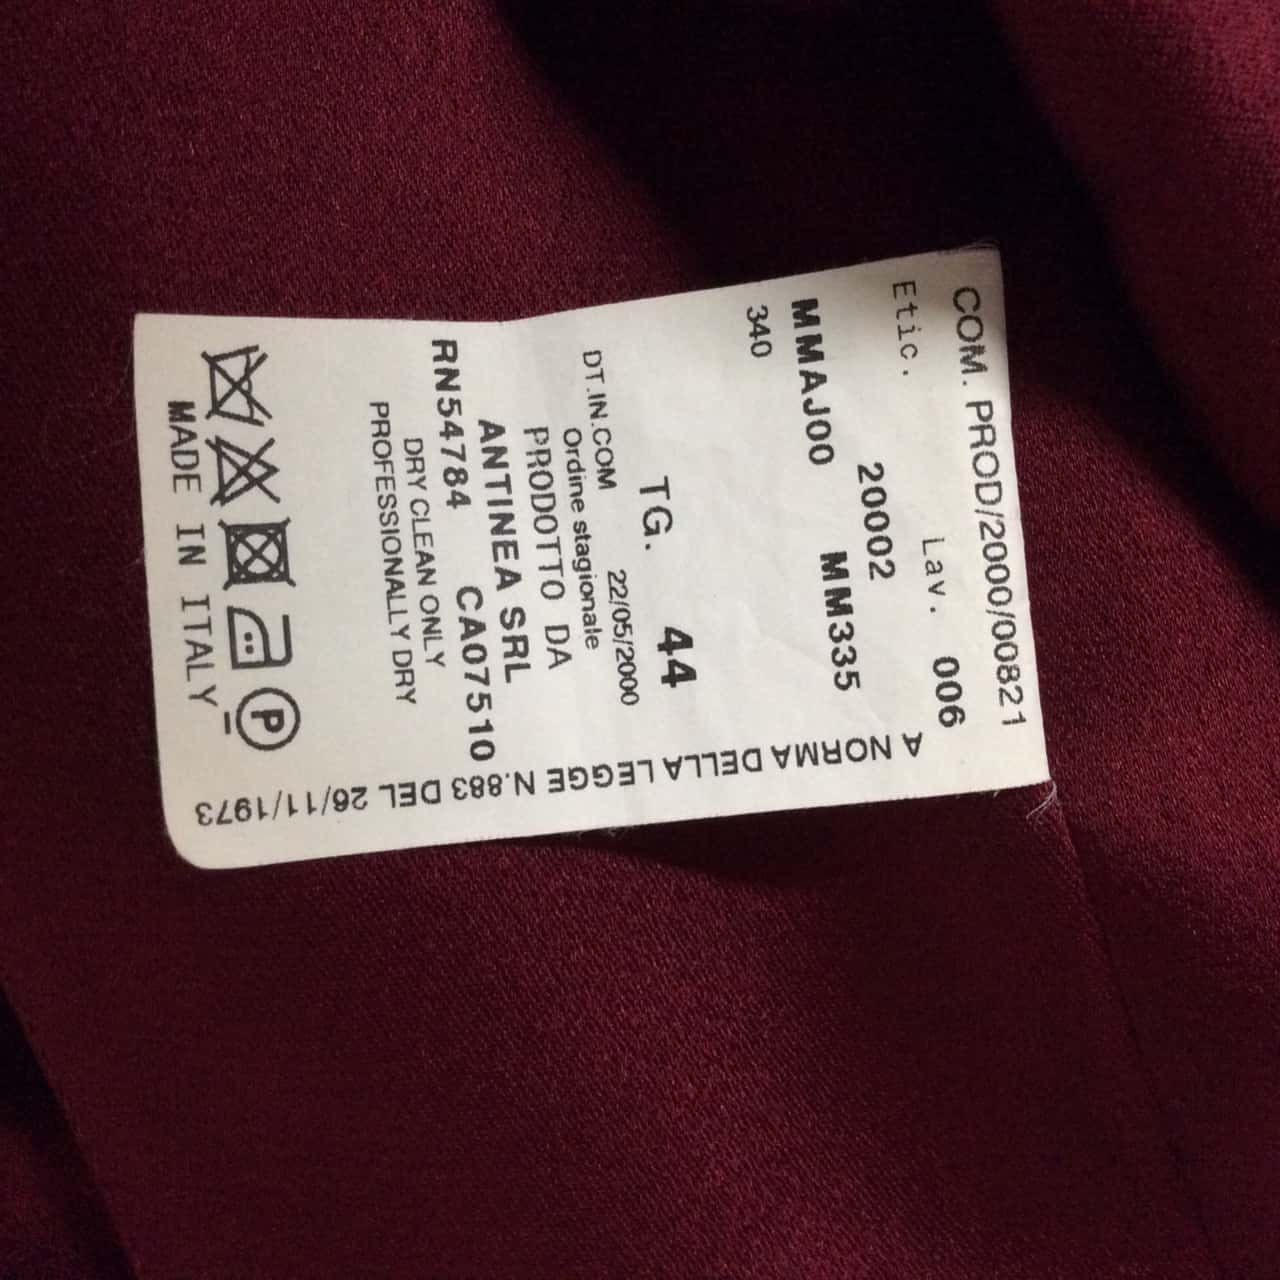 COM. PROD/2000/00821
Etic. Lav. 006
20002
MMAJ00 MM335
340
TG. 44
DT.IN.COM 22/05/2000
Ordine stagionale
PRODOTTO DA
ANTINEA SRL
RN54784 CA07510
DRY CLEAN ONLY
PROFESSIONALLY DRY
P
MADE IN ITALY
A NORMA DELLA LEGGE N.883 DEL 26/11/1973